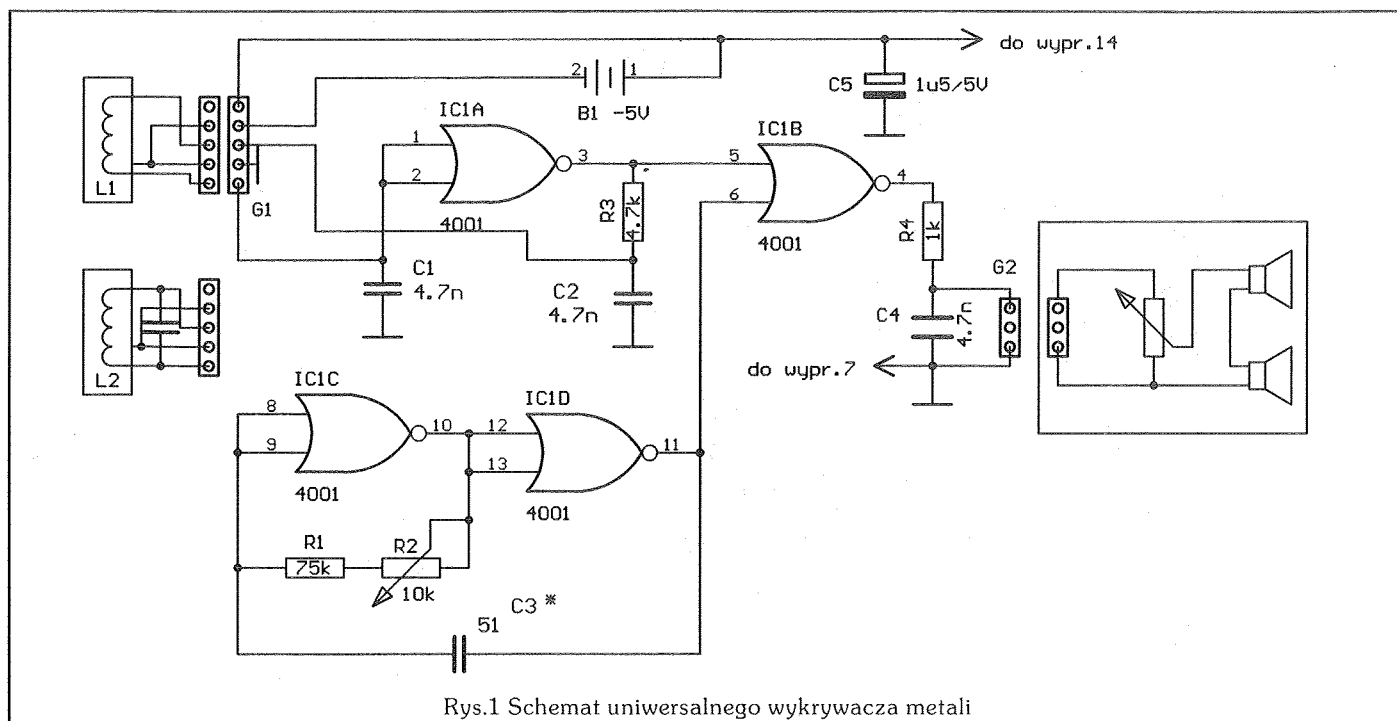 do wypr.14
2
1
B1 -5V
C5
1u5/5V
L1
G1
IC1A
1
2
3
4001
R3
4.7k
IC1B
5
6
4
4001
R4
1k
G2
C1
4.7n
C2
4.7n
C4
4.7n
do wypr.7
L2
IC1C
8
9
10
4001
IC1D
12
13
11
4001
R1
75k
R2
10k
C3*
51
Rys.1 Schemat uniwersalnego wykrywacza metali